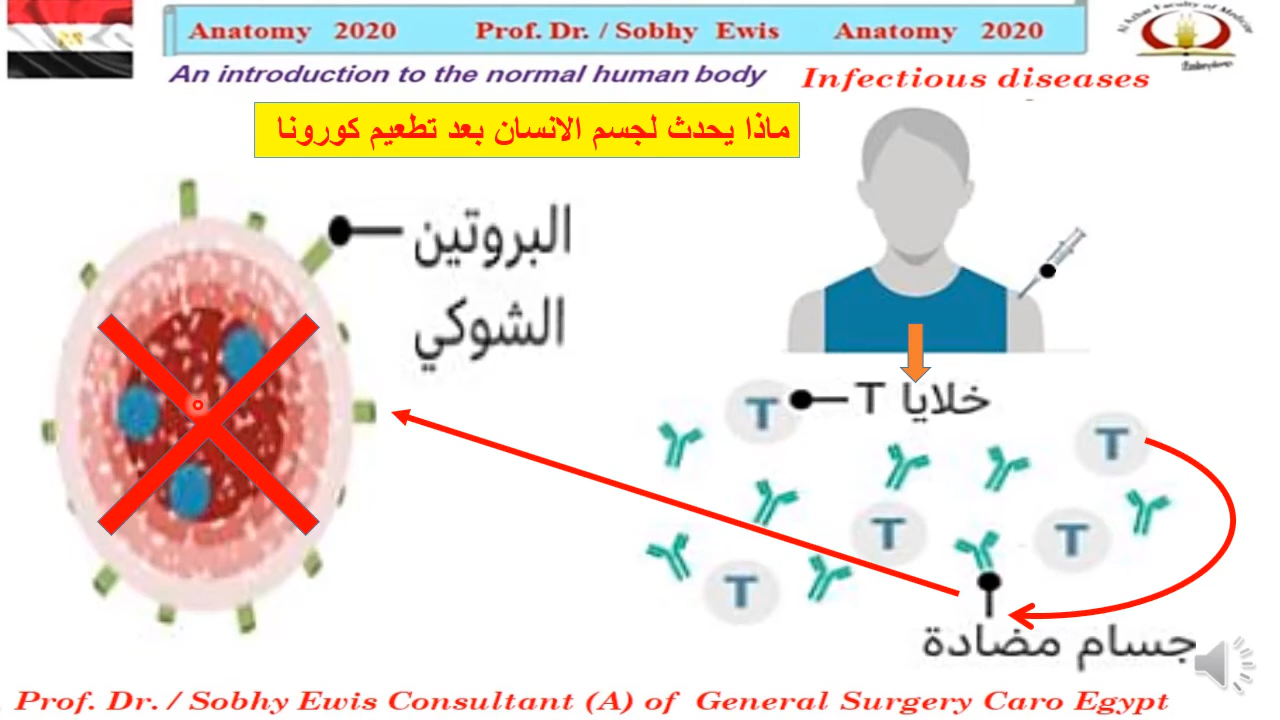 Anatomy 2020 Prof. Dr. / Sobhy Ewis Anatomy 2020
An introduction to the normal human body Infectious diseases
ماذا يحدث لجسم الانسان بعد تطعيم كورونا
البروتين
الشوكي
خلايا T
T
T
T
T
T
جسام مضادة
Prof. Dr. / Sobhy Ewis Consultant (A) of General Surgery Caro Egypt